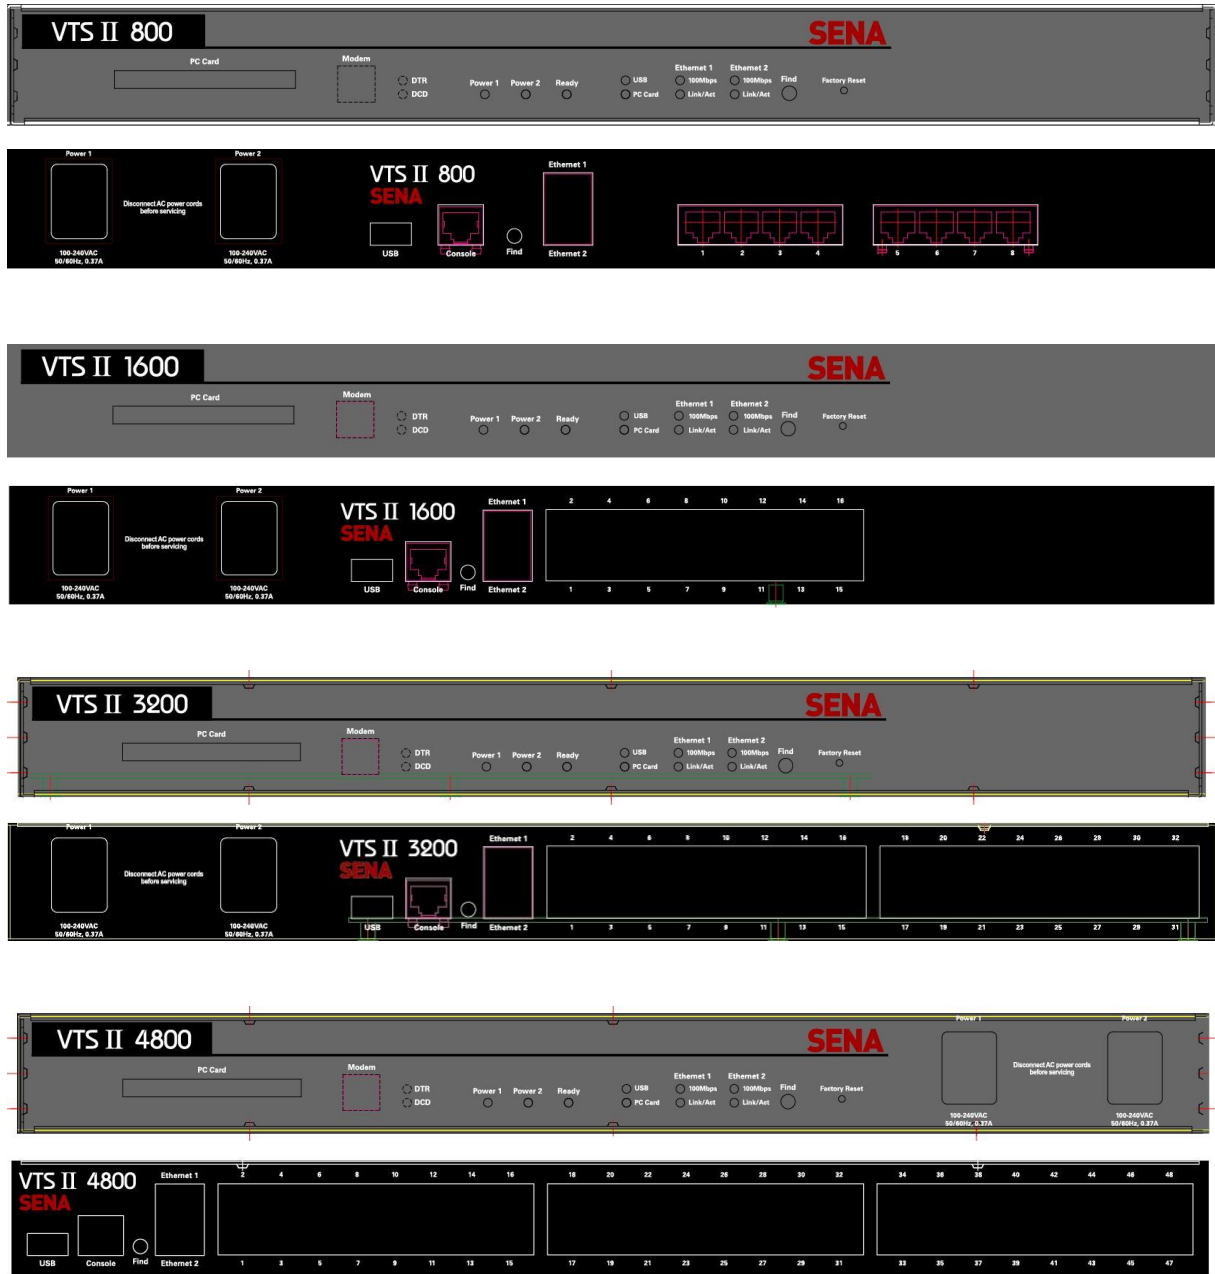 VTS II 800 SENA
PC Card Modem
Ethernet 1 Ethernet 2
DTR Power 1 Power 2 Ready USB 100Mbps 100Mbps Find Factory Reset
DCD PC Card Link/Act Link/Act
Power 1 Power 2
VTS II 800 Ethernet 1
SENA
Disconnect AC power cords
before servicing
100-240VAC 100-240VAC USB Console Find Ethernet 2 1 2 3 4 5 6 7 8
50/60Hz, 0.37A 50/60Hz, 0.37A
VTS II 1600 SENA
PC Card Modem
Ethernet 1 Ethernet 2
DTR Power 1 Power 2 Ready USB 100Mbps 100Mbps Find Factory Reset
DCD PC Card Link/Act Link/Act
Power 1 Power 2 Ethernet 1 2 4 6 8 10 12 14 16
VTS II 1600
SENA
Disconnect AC power cords
before servicing
100-240VAC 100-240VAC USB Console Find Ethernet 2 1 3 5 7 9 11 13 15
50/60Hz, 0.37A 50/60Hz, 0.37A
VTS II 3200 SENA
PC Card Modem
Ethernet 1 Ethernet 2
DTR Power 1 Power 2 Ready USB 100Mbps 100Mbps Find Factory Reset
DCD PC Card Link/Act Link/Act
Power 1 Power 2
VTS II 3200 Ethernet 1 2 4 6 8 10 12 14 16 19 20 22 24 26 28 30 32
SENA
Disconnect AC power cords
before servicing
100-240VAC 100-240VAC USB Console Find Ethernet 2 1 3 5 7 9 11 13 15 17 19 21 23 25 27 29 31
50/60Hz, 0.37A 50/60Hz, 0.37A
VTS II 4800 SENA Power 1 Power 2
PC Card Modem
Disconnect AC power cords
before servicing
Ethernet 1 Ethernet 2
DTR Power 1 Power 2 Ready USB 100Mbps 100Mbps Find Factory Reset
DCD PC Card Link/Act Link/Act
100-240VAC 100-240VAC
50/60Hz, 0.37A 50/60Hz, 0.37A
VTS II 4800 Ethernet 1 2 4 6 8 10 12 14 16 18 20 22 24 26 28 30 32 34 36 38 40 42 44 46 48
SENA
USB Console Find Ethernet 2 1 3 5 7 9 11 13 15 17 19 21 23 25 27 29 31 33 35 37 39 41 43 45 47